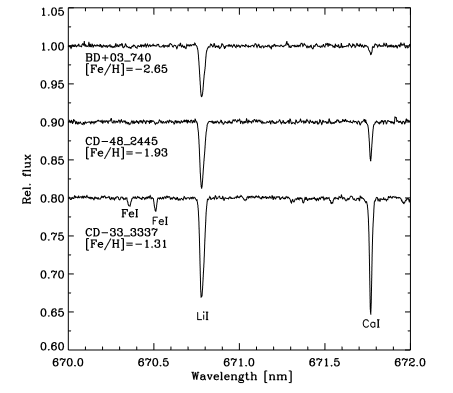 1.05
1.00
BD+03_740
[Fe/H]=−2.65
0.95
0.90
CD−48_2445
[Fe/H]=−1.93
0.85
0.80
FeI
FeI
CD−33_3337
[Fe/H]=−1.31
0.75
0.70
LiI
CaI
0.65
0.60
Rel. flux
670.0 670.5 671.0 671.5 672.0
Wavelength [nm]